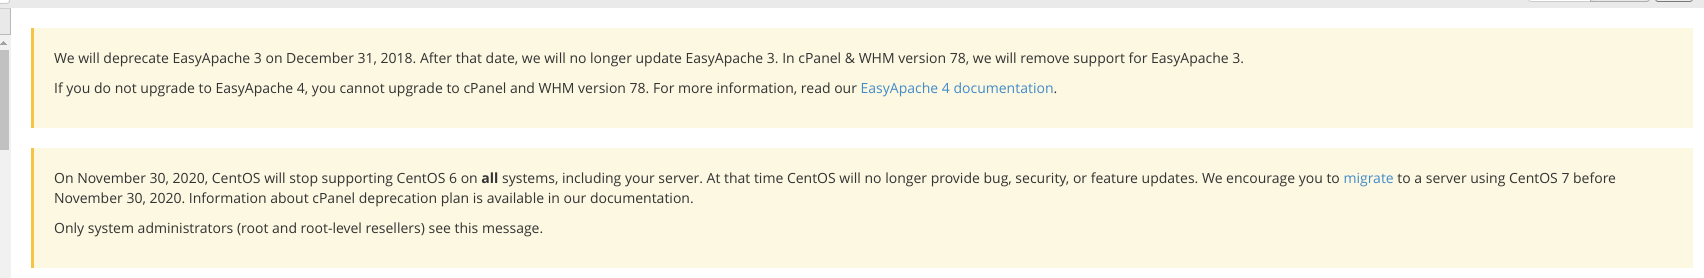 We will deprecate EasyApache 3 on December 31, 2018. After that date, we will no longer update EasyApache 3. In cPanel & WHM version 78, we will remove support for EasyApache 3.
If you do not upgrade to EasyApache 4, you cannot upgrade to cPanel and WHM version 78. For more information, read our EasyApache 4 documentation.
On November 30, 2020, CentOS will stop supporting CentOS 6 on all systems, including your server. At that time CentOS will no longer provide bug, security, or feature updates. We encourage you to migrate to a server using CentOS 7 before
November 30, 2020. Information about cPanel deprecation plan is available in our documentation.
Only system administrators (root and root-level resellers) see this message.